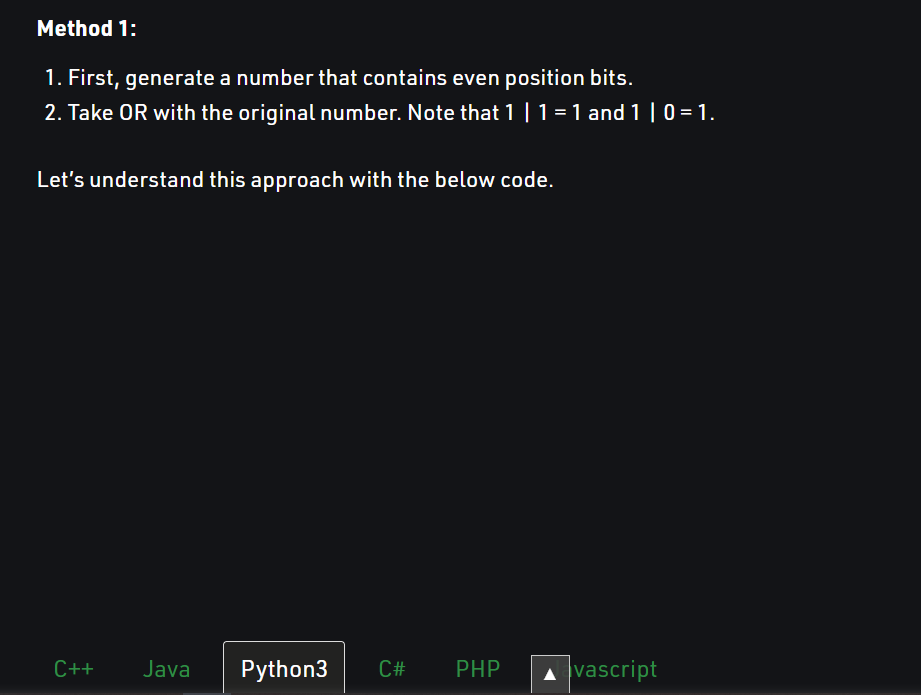 Method 1:
1. First, generate a number that contains even position bits.
2. Take OR with the original number. Note that 1 | 1 = 1 and 1 | 0 = 1.
Let's understand this approach with the below code.
C++ Java Python3 C# PHP Javascript